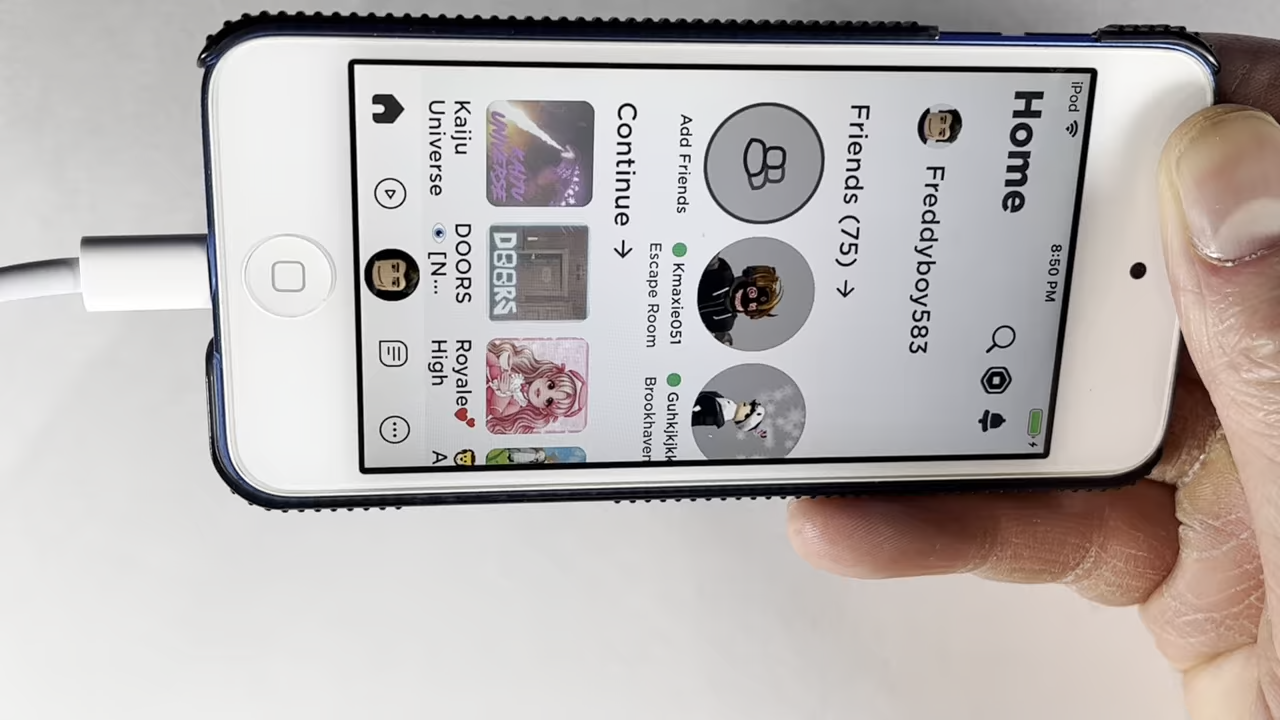 iPod 8:50 PM
Home
Freddyboy583
Friends (75) →
Add Friends
Kmaxie051
Escape Room
Guhkjkjkk
Brookhaven
Continue →
KAIJU UNIVERSE
DOORS
Kaiju Universe
DOORS 👁️ [N...
Royale❤️ High
A